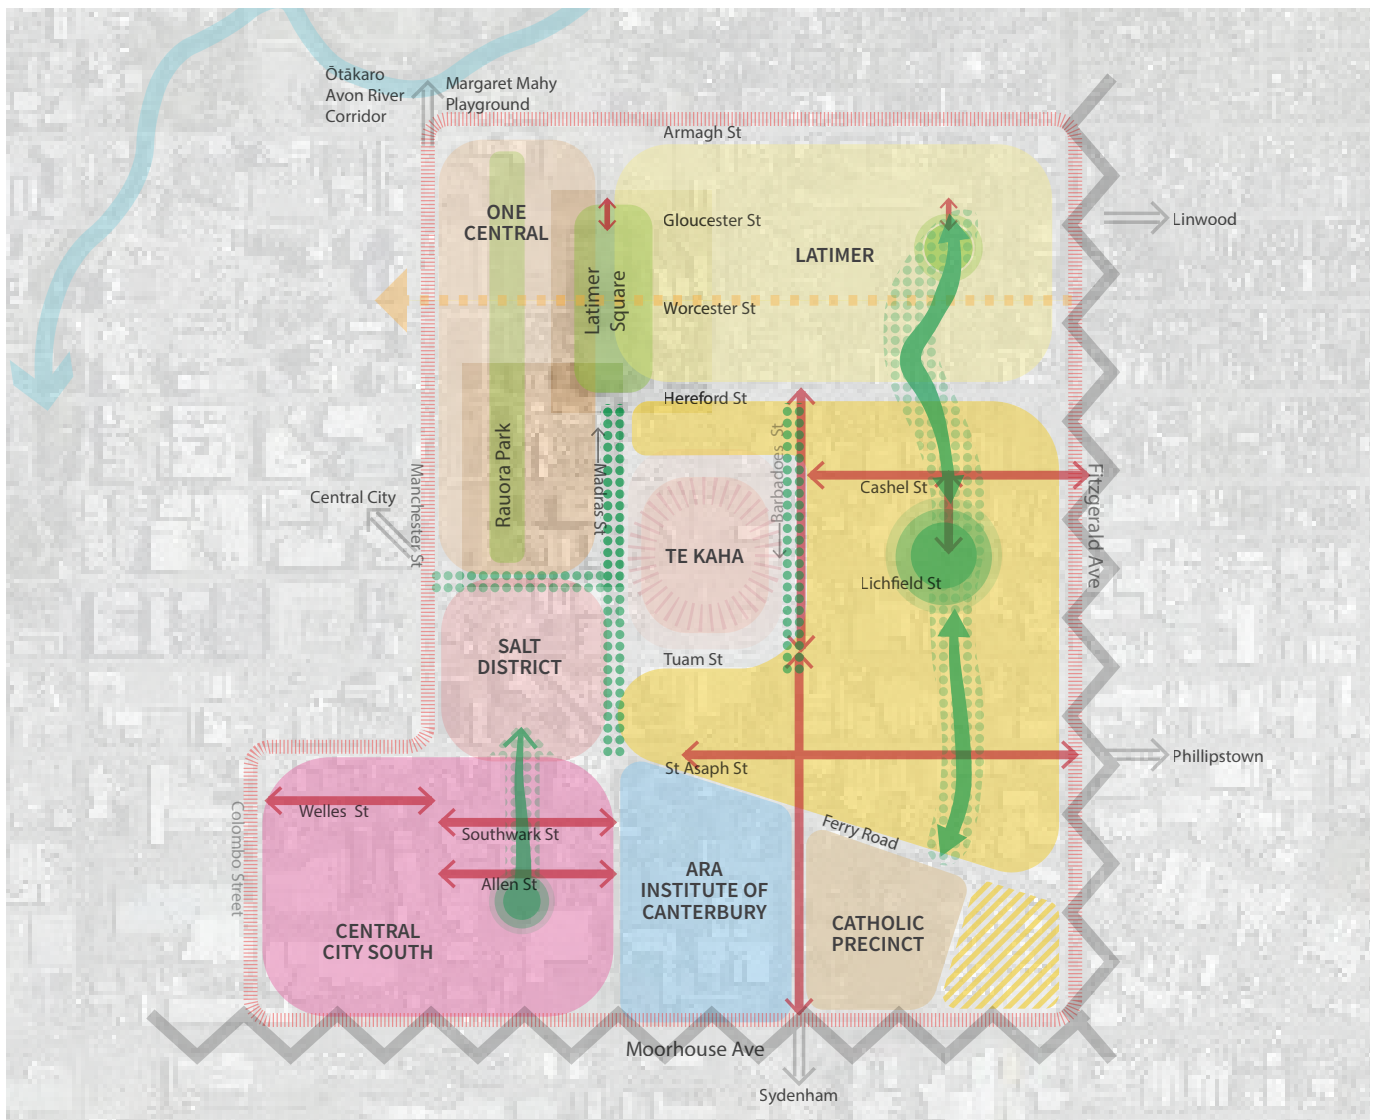 Ōtākaro
Avon River
Corridor
Margaret Mahy
Playground
Armagh St
ONE
CENTRAL
Gloucester St
Linwood
LATIMER
Latimer
Square
Worcester St
Hereford St
Rauora Park
Madras St
Barbadoes St
Manchester St
Central City
Cashel St
Fitzgerald Ave
TE KAHA
Lichfield St
SALT
DISTRICT
Tuam St
St Asaph St
Phillipstown
Colombo Street
Welles St
Southwark St
Ferry Road
Allen St
ARA
INSTITUTE OF
CANTERBURY
CENTRAL
CITY SOUTH
CATHOLIC
PRECINCT
Moorhouse Ave
Sydenham